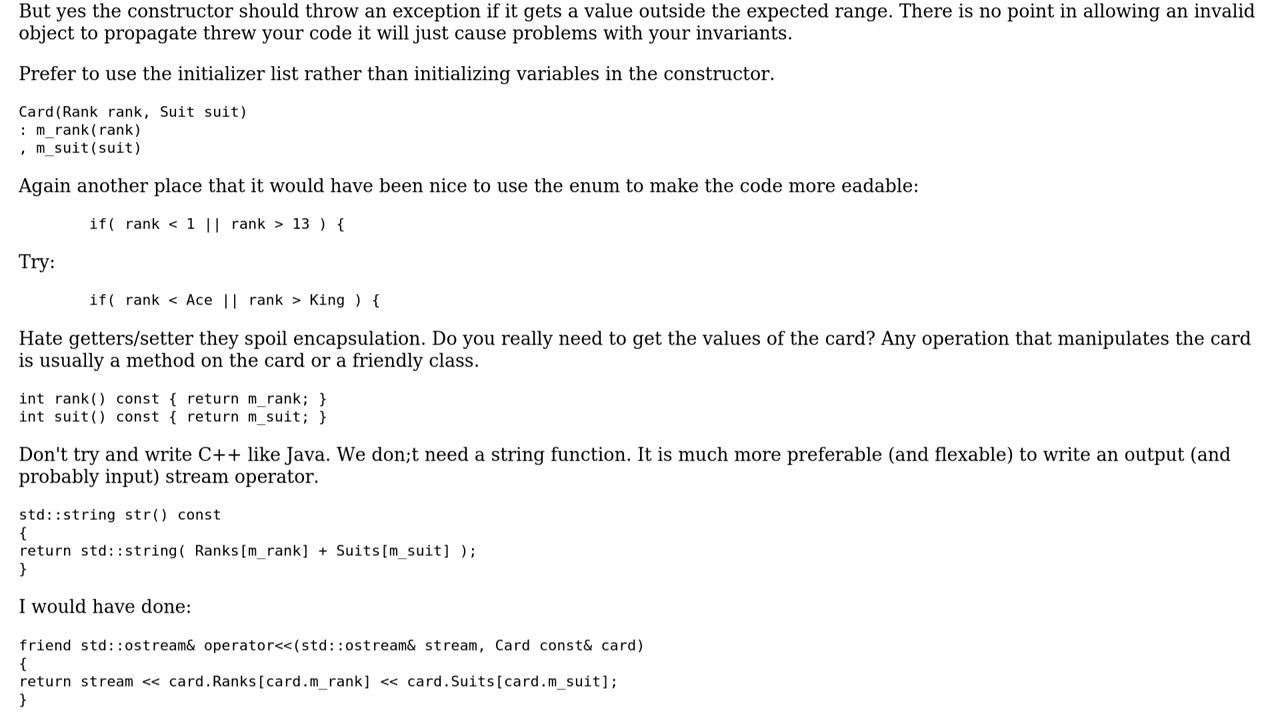 But yes the constructor should throw an exception if it gets a value outside the expected range. There is no point in allowing an invalid
object to propagate threw your code it will just cause problems with your invariants.
Prefer to use the initializer list rather than initializing variables in the constructor.
Card(Rank rank, Suit suit)
: m_rank(rank)
, m_suit(suit)
Again another place that it would have been nice to use the enum to make the code more eadable:
if( rank < 1 || rank > 13 ) {
Try:
if( rank < Ace || rank > King ) {
Hate getters/setter they spoil encapsulation. Do you really need to get the values of the card? Any operation that manipulates the card
is usually a method on the card or a friendly class.
int rank() const { return m_rank; }
int suit() const { return m_suit; }
Don't try and write C++ like Java. We don;t need a string function. It is much more preferable (and flexable) to write an output (and
probably input) stream operator.
std::string str() const
{
return std::string( Ranks[m_rank] + Suits[m_suit] );
}
I would have done:
friend std::ostream& operator<<(std::ostream& stream, Card const& card)
{
return stream << card.Ranks[card.m_rank] << card.Suits[card.m_suit];
}